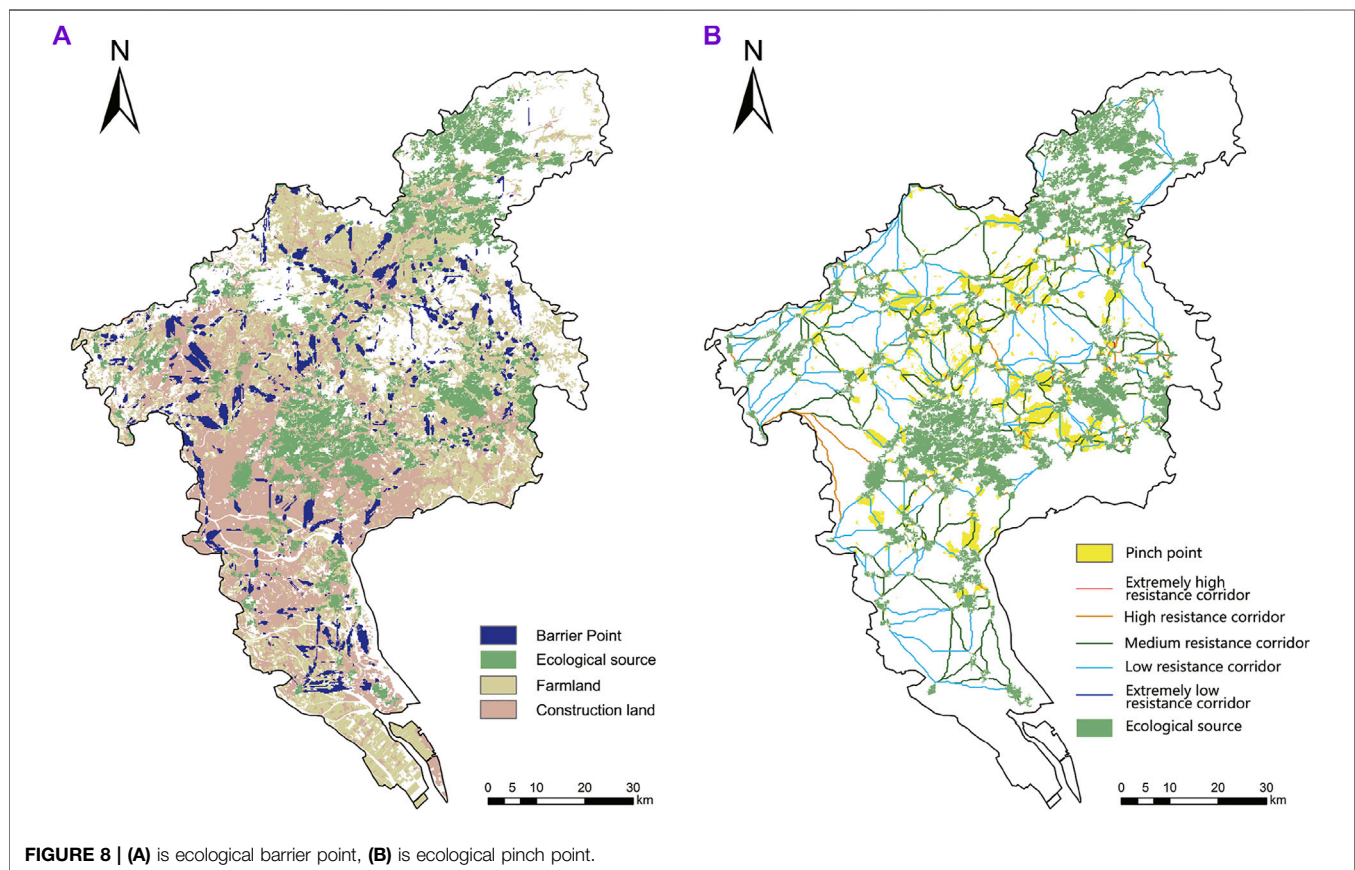 A
N
Barrier Point
Ecological source
Farmland
Construction land
0 5 10 20 30
km
B
N
Pinch point
Extremely high
resistance corridor
High resistance corridor
Medium resistance corridor
Low resistance corridor
Extremely low
resistance corridor
Ecological source
0 5 10 20 30
km
FIGURE 8 | (A) is ecological barrier point, (B) is ecological pinch point.